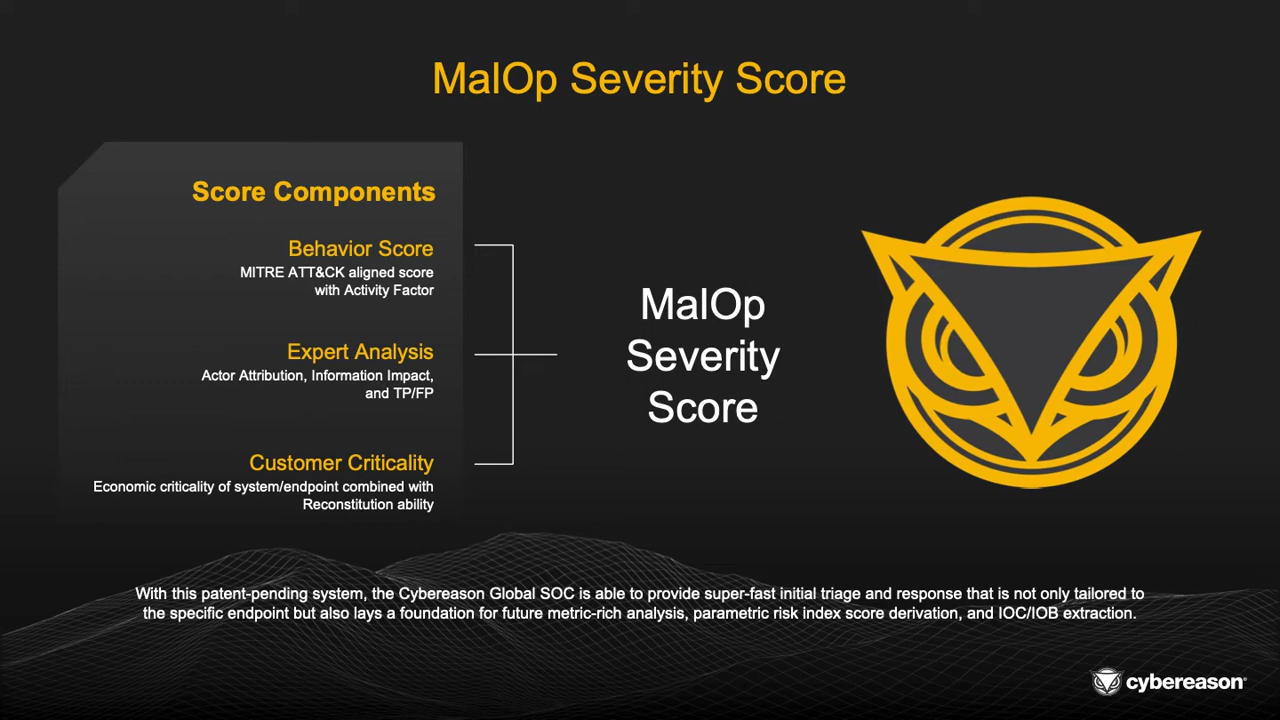 MalOp Severity Score
Score Components
Behavior Score
MITRE ATT&CK aligned score
with Activity Factor
Expert Analysis
Actor Attribution, Information Impact,
and TP/FP
Customer Criticality
Economic criticality of system/endpoint combined with
Reconstitution ability
MalOp
Severity
Score
With this patent-pending system, the Cybereason Global SOC is able to provide super-fast initial triage and response that is not only tailored to
the specific endpoint but also lays a foundation for future metric-rich analysis, parametric risk index score derivation, and IOC/IOB extraction.
cybereason®